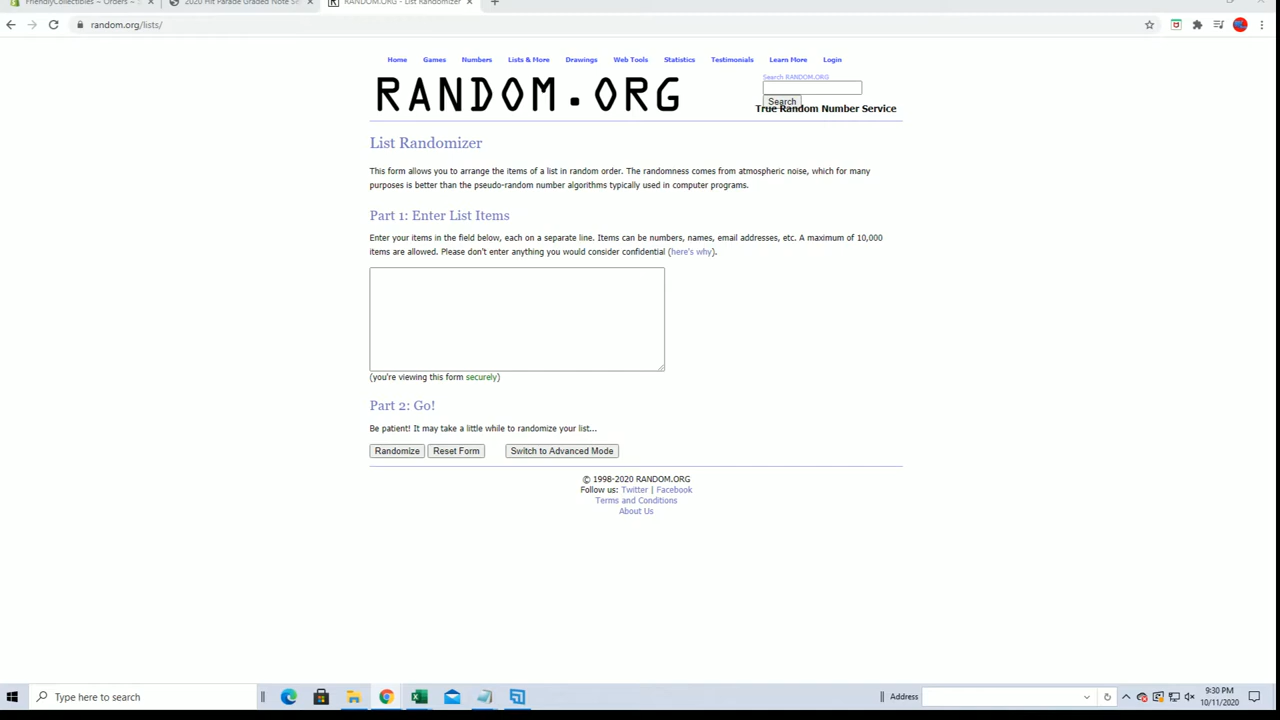 FriendlyCollectibles ~ Orders ~ S
2020 Hit Parade Graded Note S
RANDOM.ORG - List Randomizer
random.org/lists/
Home Games Numbers Lists & More Drawings Web Tools Statistics Testimonials Learn More Login
RANDOM.ORG
Search RANDOM.ORG
Search
True Random Number Service
List Randomizer
This form allows you to arrange the items of a list in random order. The randomness comes from atmospheric noise, which for many
purposes is better than the pseudo-random number algorithms typically used in computer programs.
Part 1: Enter List Items
Enter your items in the field below, each on a separate line. Items can be numbers, names, email addresses, etc. A maximum of 10,000
items are allowed. Please don't enter anything you would consider confidential (here's why).
(you're viewing this form securely)
Part 2: Go!
Be patient! It may take a little while to randomize your list...
Randomize Reset Form Switch to Advanced Mode
© 1998-2020 RANDOM.ORG
Follow us: Twitter | Facebook
Terms and Conditions
About Us
Type here to search
Address
9:30 PM
10/11/2020